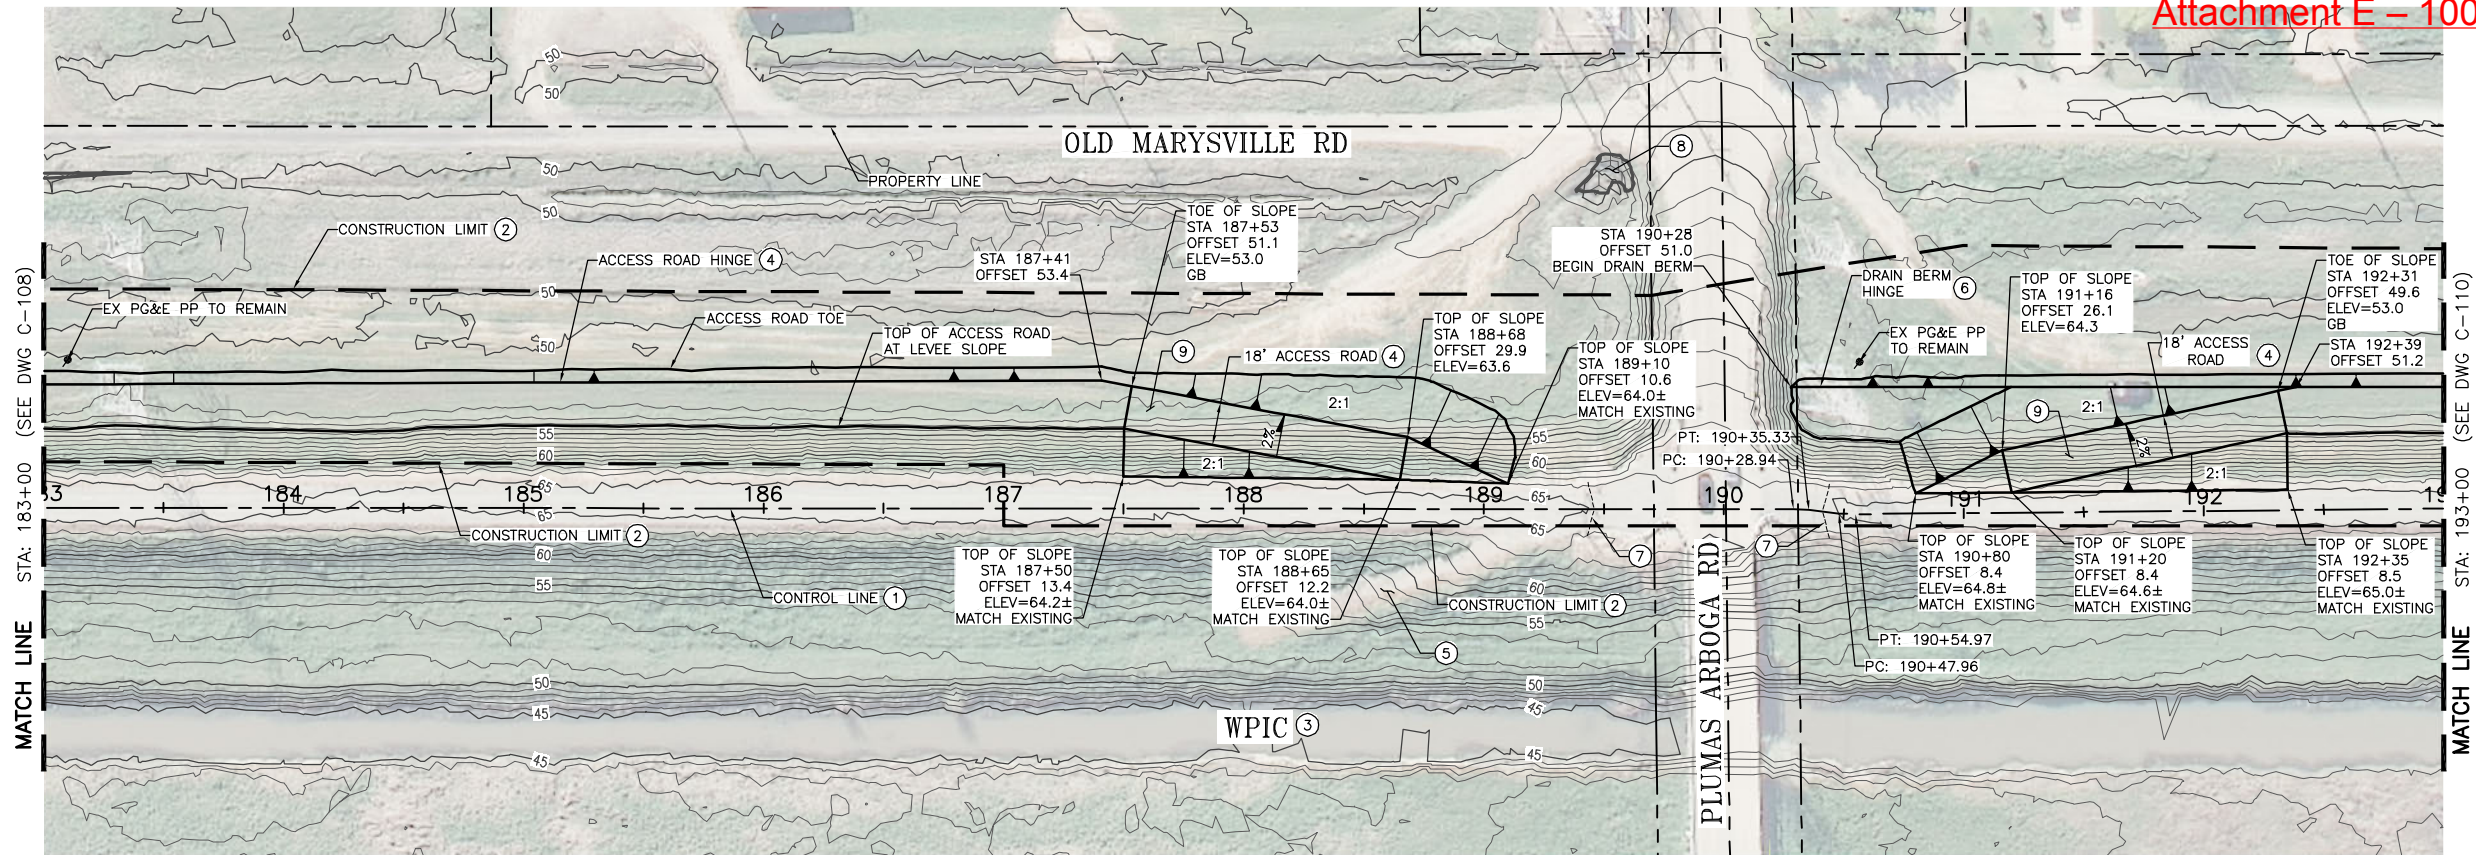 Attachment E – 100
50
50
OLD MARYSVILLE RD
8
50
PROPERTY LINE
50
CONSTRUCTION LIMIT 2
TOE OF SLOPE
STA 187+53
OFFSET 51.1
ELEV=53.0
GB
STA 187+41
OFFSET 53.4
STA 190+28
OFFSET 51.0
BEGIN DRAIN BERM
ACCESS ROAD HINGE 4
DRAIN BERM
HINGE 6
TOP OF SLOPE
STA 191+16
OFFSET 26.1
ELEV=64.3
TOE OF SLOPE
STA 192+31
OFFSET 49.6
ELEV=53.0
GB
50
EX PG&E PP TO REMAIN
ACCESS ROAD TOE
TOP OF ACCESS ROAD
AT LEVEE SLOPE
50
9
18' ACCESS ROAD 4
TOP OF SLOPE
STA 188+68
OFFSET 29.9
ELEV=63.6
TOP OF SLOPE
STA 189+10
OFFSET 10.6
ELEV=64.0±
MATCH EXISTING
EX PG&E PP
TO REMAIN
18' ACCESS
ROAD 4
STA 192+39
OFFSET 51.2
2:1
2%
2:1
9
2:1
2%
2:1
55
60
65
55
60
65
PT: 190+35.33
PC: 190+28.94
183 184 185 186 187 188 189 190 191 192
65
65
CONSTRUCTION LIMIT 2
60
55
CONTROL LINE 1
TOP OF SLOPE
STA 187+50
OFFSET 13.4
ELEV=64.2±
MATCH EXISTING
TOP OF SLOPE
STA 188+65
OFFSET 12.2
ELEV=64.0±
MATCH EXISTING
7
7
60
CONSTRUCTION LIMIT 2
55
5
TOP OF SLOPE
STA 190+80
OFFSET 8.4
ELEV=64.8±
MATCH EXISTING
TOP OF SLOPE
STA 191+20
OFFSET 8.4
ELEV=64.6±
MATCH EXISTING
TOP OF SLOPE
STA 192+35
OFFSET 8.5
ELEV=65.0±
MATCH EXISTING
PT: 190+54.97
PC: 190+47.96
50
45
50
45
WPIC 3
45
45
PLUMAS ARBOGA RD
MATCH LINE STA: 183+00 (SEE DWG C-108)
MATCH LINE STA: 193+00 (SEE DWG C-110)